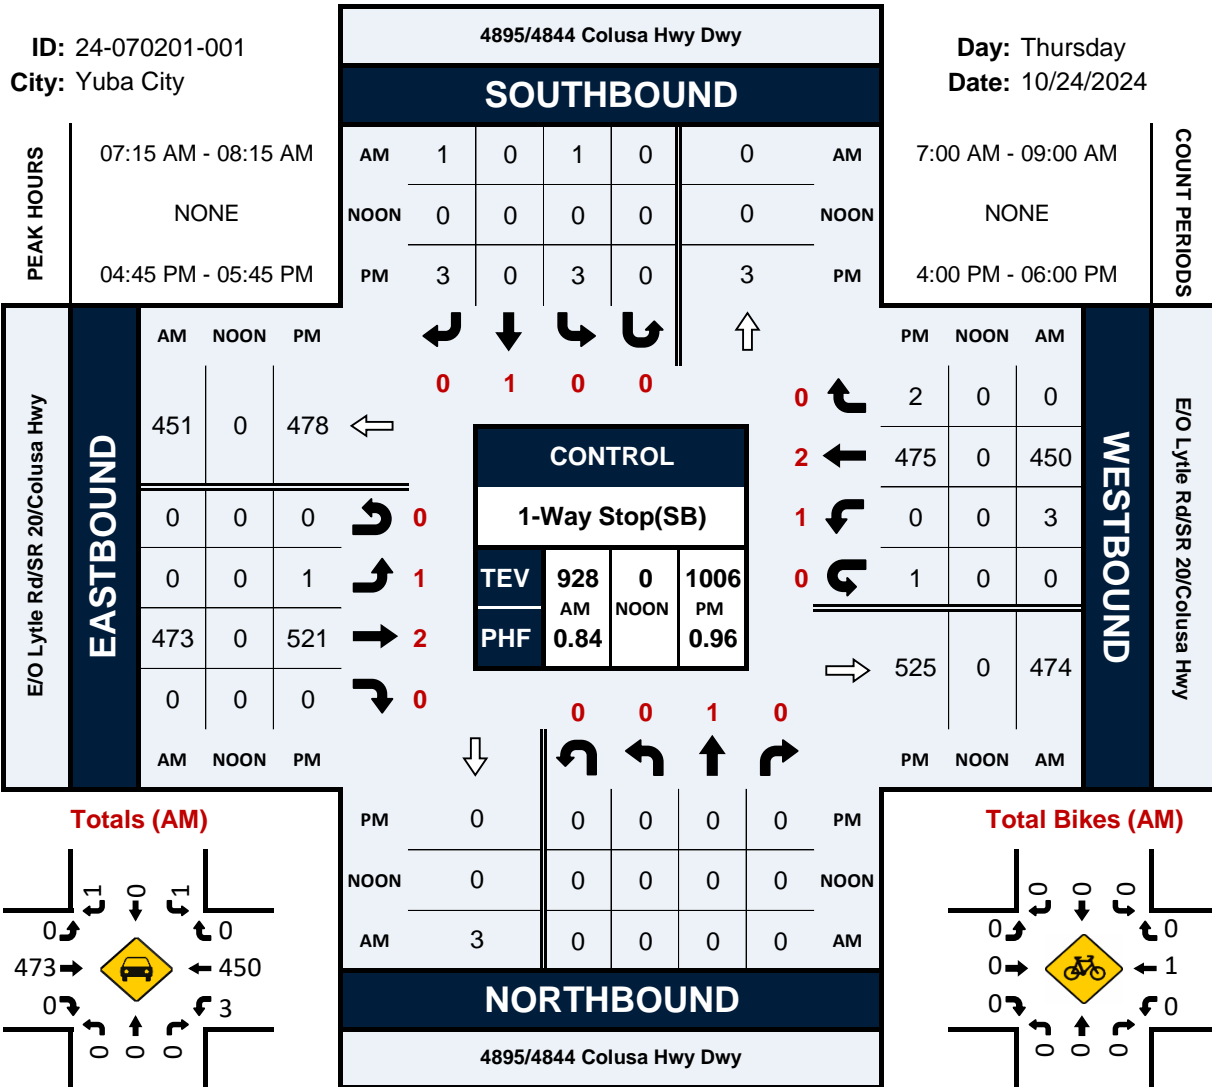 4895/4844 Colusa Hwy Dwy
ID: 24-070201-001
Day: Thursday
City: Yuba City
Date: 10/24/2024
SOUTHBOUND
PEAK HOURS
07:15 AM - 08:15 AM
NONE
04:45 PM - 05:45 PM
AM 1 0 1 0 0 AM
NOON 0 0 0 0 0 NOON
PM 3 0 3 0 3 PM
7:00 AM - 09:00 AM
NONE
4:00 PM - 06:00 PM
COUNT PERIODS
0 1 0 0
E/O Lytle Rd/SR 20/Colusa Hwy
EASTBOUND
AM NOON PM
451 0 478
0 0 0 0
0 0 1 1
473 0 521 2
0 0 0 0
AM NOON PM
CONTROL
1-Way Stop(SB)
TEV 928 0 1006
AM NOON PM
PHF 0.84 0.96
PM NOON AM
0 2 0 0
2 475 0 450
1 0 0 3
0 1 0 0
525 0 474
PM NOON AM
WESTBOUND
E/O Lytle Rd/SR 20/Colusa Hwy
0 0 1 0
PM 0 0 0 0 0 PM
NOON 0 0 0 0 0 NOON
AM 3 0 0 0 0 AM
NORTHBOUND
4895/4844 Colusa Hwy Dwy
Totals (AM)
1 0 1
0 0
473 450
0 3
0 0 0
Total Bikes (AM)
0 0 0
0 0
0 1
0 0
0 0 0